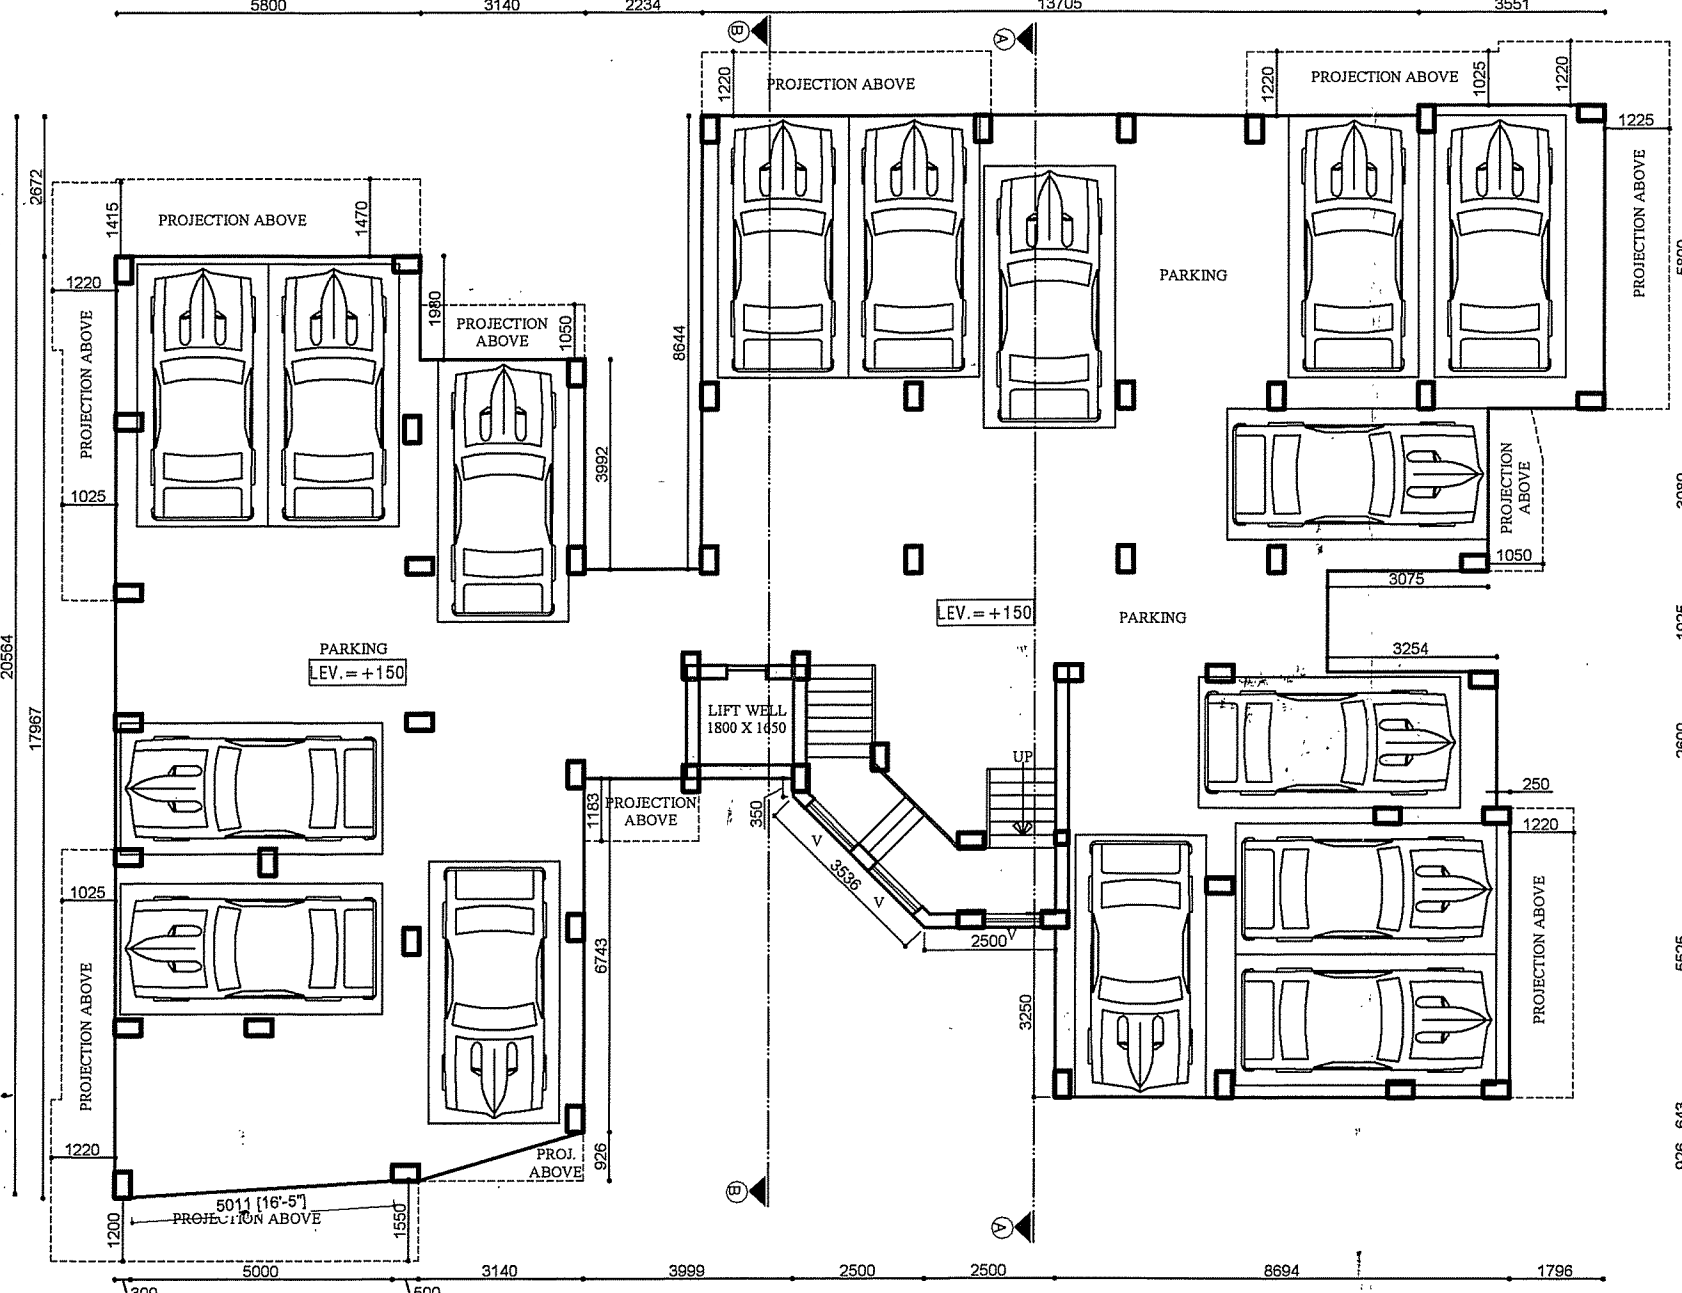 5800 3140 2234 13705 3551
B A
1220 PROJECTION ABOVE
1220 PROJECTION ABOVE 1025 1220
1225
PROJECTION ABOVE
2672
1415 PROJECTION ABOVE 1470
1220
PROJECTION ABOVE
1025
1980
PROJECTION
ABOVE
1050
3992
8644
PARKING
PROJECTION
ABOVE
1050
3075
LEV.=+150
PARKING
3254
20564
17967
PARKING
LEV.=+150
LIFT WELL
1800 X 1650
UP
250
1220
PROJECTION ABOVE
1183
PROJECTION
ABOVE
350
V
3536
V
2500
V
3250
1025
PROJECTION ABOVE
1220
6743
926
PROJ.
ABOVE
5011 [16'-5"]
PROJECTION ABOVE
1200
1550
B
A
5000 3140 3999 2500 2500 8694 1796
300 500